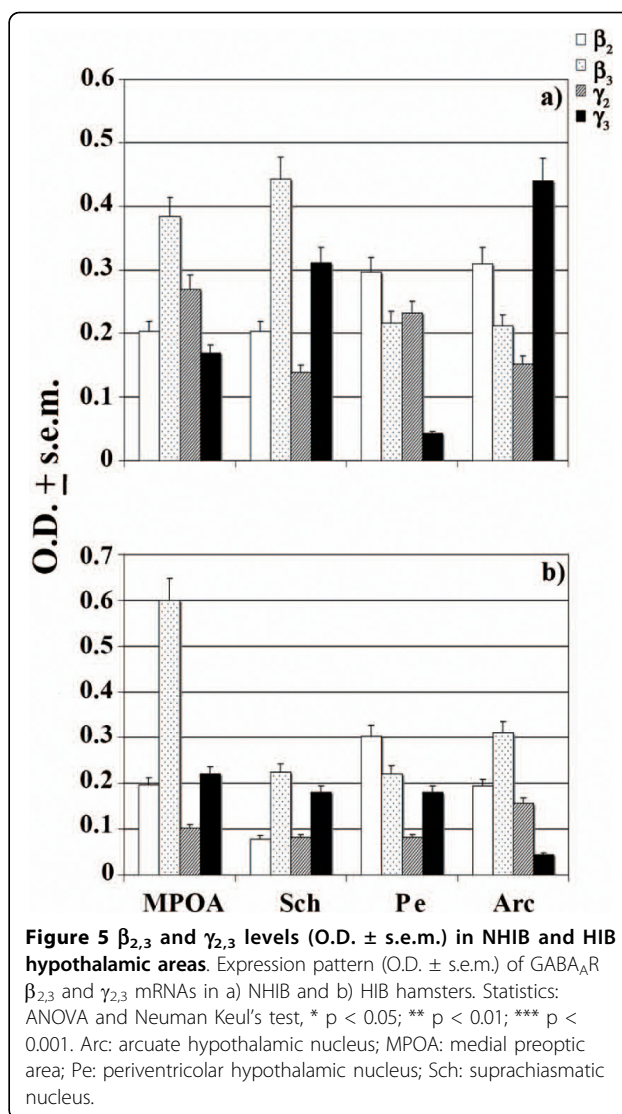 β2
β3
γ2
γ3
a)
0.6
0.5
0.4
0.3
0.2
0.1
0
O.D. ± s.e.m.
b)
0.7
0.6
0.5
0.4
0.3
0.2
0.1
0
MPOA Sch Pe Arc
Figure 5 β2,3 and γ2,3 levels (O.D. ± s.e.m.) in NHIB and HIB
hypothalamic areas. Expression pattern (O.D. ± s.e.m.) of GABAAR
β2,3 and γ2,3 mRNAs in a) NHIB and b) HIB hamsters. Statistics:
ANOVA and Neuman Keul's test, * p < 0.05; ** p < 0.01; *** p <
0.001. Arc: arcuate hypothalamic nucleus; MPOA: medial preoptic
area; Pe: periventricolar hypothalamic nucleus; Sch: suprachiasmatic
nucleus.